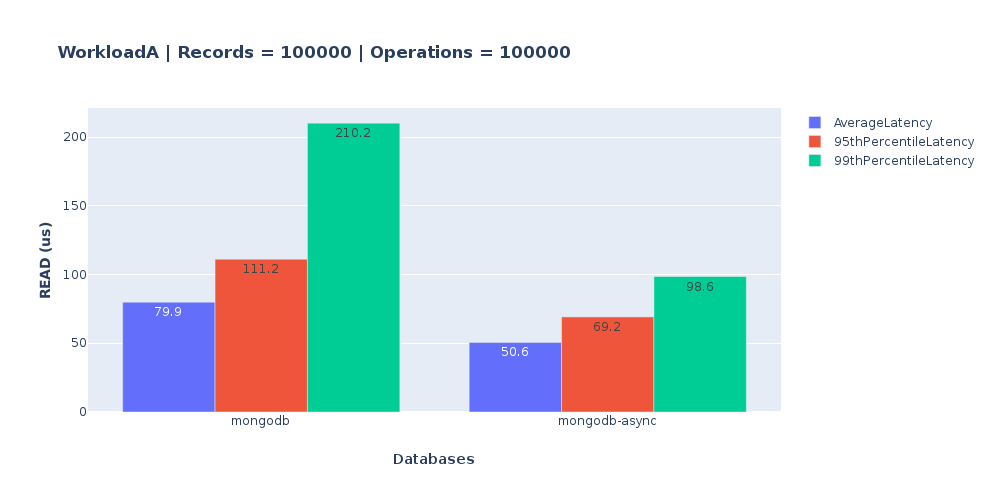 WorkloadA | Records = 100000 | Operations = 100000
AverageLatency
95thPercentileLatency
99thPercentileLatency
READ (us)
200
150
100
50
0
79.9
111.2
210.2
50.6
69.2
98.6
mongodb
mongodb-async
Databases